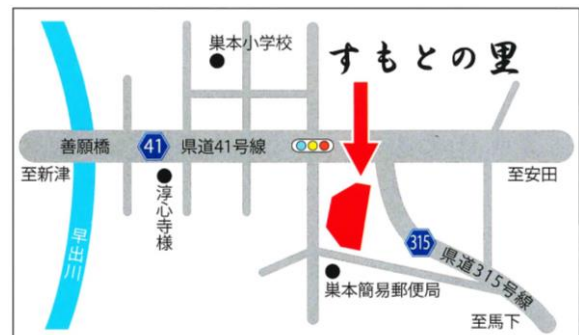 巣本小学校
すもとの里
善願橋
41
県道41号線
至新津
至安田
淳心寺様
早出川
315
県道315号線
巣本簡易郵便局
至馬下